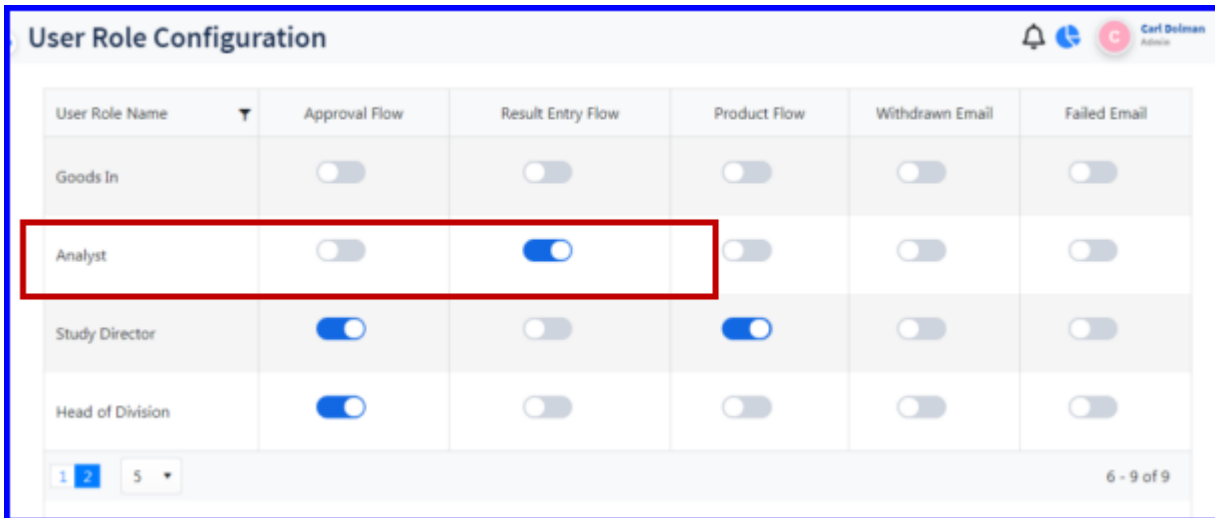 User Role Configuration
C
Carl Dolman
Admin
User Role Name Approval Flow Result Entry Flow Product Flow Withdrawn Email Failed Email
Goods In
Analyst
Study Director
Head of Division
1 2 5 6 - 9 of 9